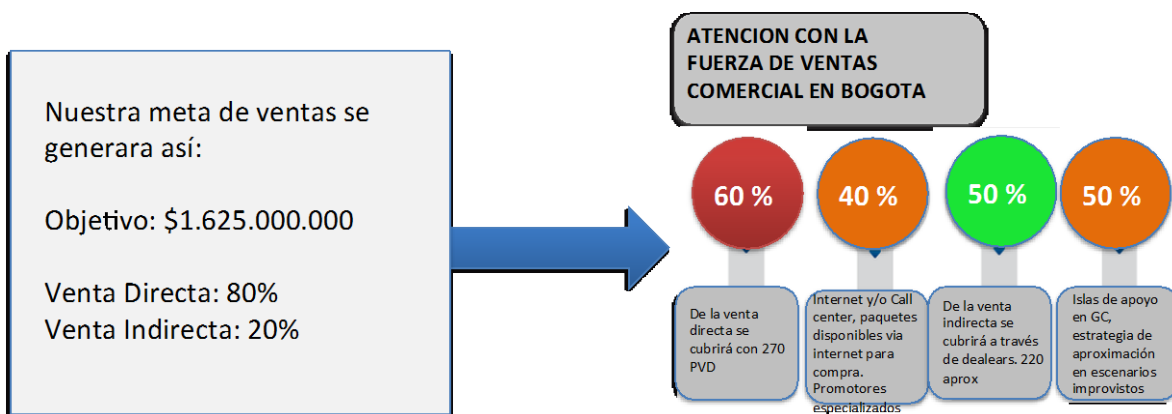 Nuestra meta de ventas se
generara así:
Objetivo: $1.625.000.000
Venta Directa: 80%
Venta Indirecta: 20%
ATENCION CON LA
FUERZA DE VENTAS
COMERCIAL EN BOGOTA
60 %
40 %
50 %
50 %
De la venta
directa se
cubrirá con 270
PVD
Internet y/o Call
center, paquetes
disponibles via
internet para
compra.
Promotores
especializados
De la venta
indirecta se
cubrirá a través
de dealears. 220
aprox
Islas de apoyo
en GC,
estrategia de
aproximación
en escenarios
improvistos